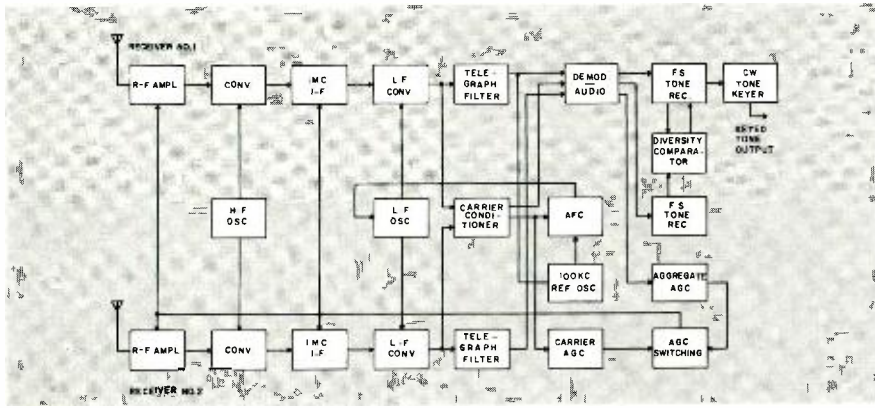 RECEIVER NO.1
R-F AMPL
CONV
IMC
I-F
L F
CONV
TELE-
GRAPH
FILTER
DEMOD
AUDIO
FS
TONE
REC
CW
TONE
KEYER
KEYED
TONE
OUTPUT
DIVERSITY
COMPARA-
TOR
H-F
OSC
L F
OSC
CARRIER
CONDI-
TIONER
AFC
FS
TONE
REC
100KC
REF OSC
AGGREGATE
AGC
R-F AMPL
CONV
IMC
I-F
L-F
CONV
TELE-
GRAPH
FILTER
CARRIER
AGC
AGC
SWITCHING
RECEIVER NO.2